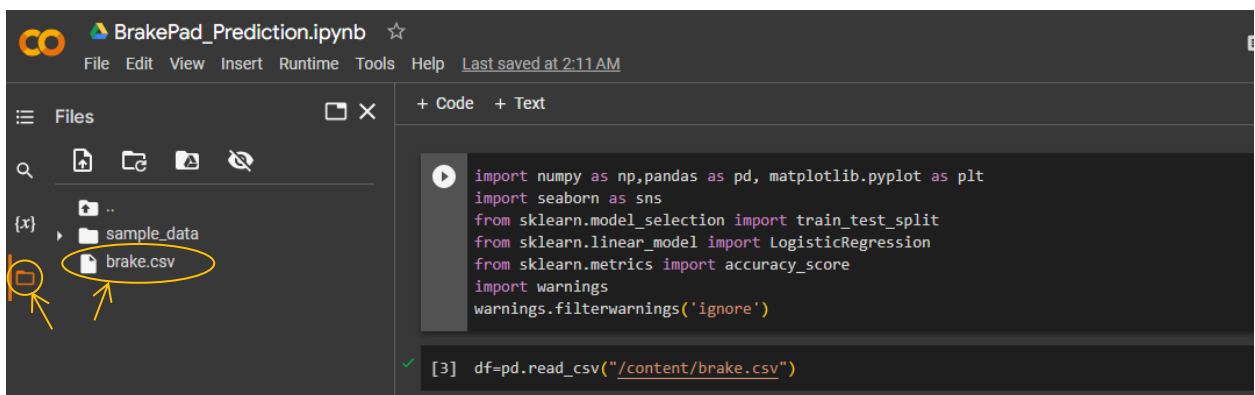 BrakePad_Prediction.ipynb
File Edit View Insert Runtime Tools Help Last saved at 2:11 AM
Files
+ Code + Text
..
{x}
sample_data
brake.csv
import numpy as np,pandas as pd, matplotlib.pyplot as plt
import seaborn as sns
from sklearn.model_selection import train_test_split
from sklearn.linear_model import LogisticRegression
from sklearn.metrics import accuracy_score
import warnings
warnings.filterwarnings('ignore')
[3] df=pd.read_csv("/content/brake.csv")